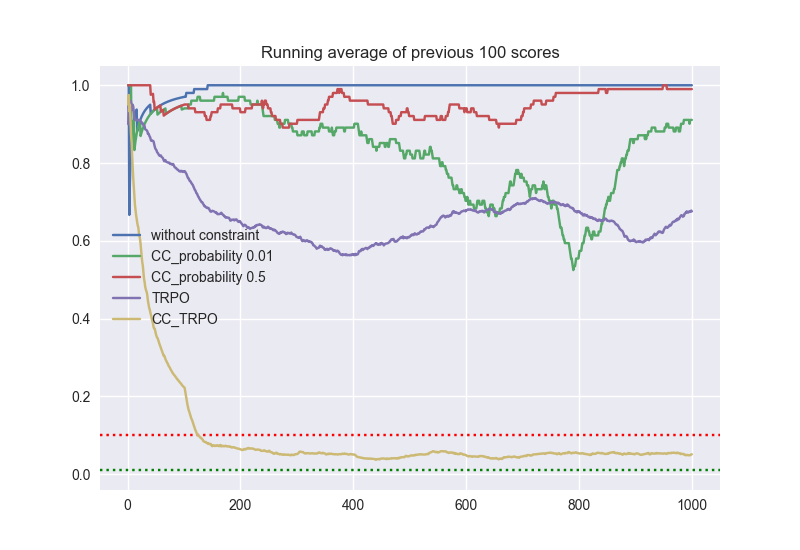 Running average of previous 100 scores
1.0
0.8
0.6
0.4
0.2
0.0
without constraint
CC_probability 0.01
CC_probability 0.5
TRPO
CC_TRPO
0 200 400 600 800 1000